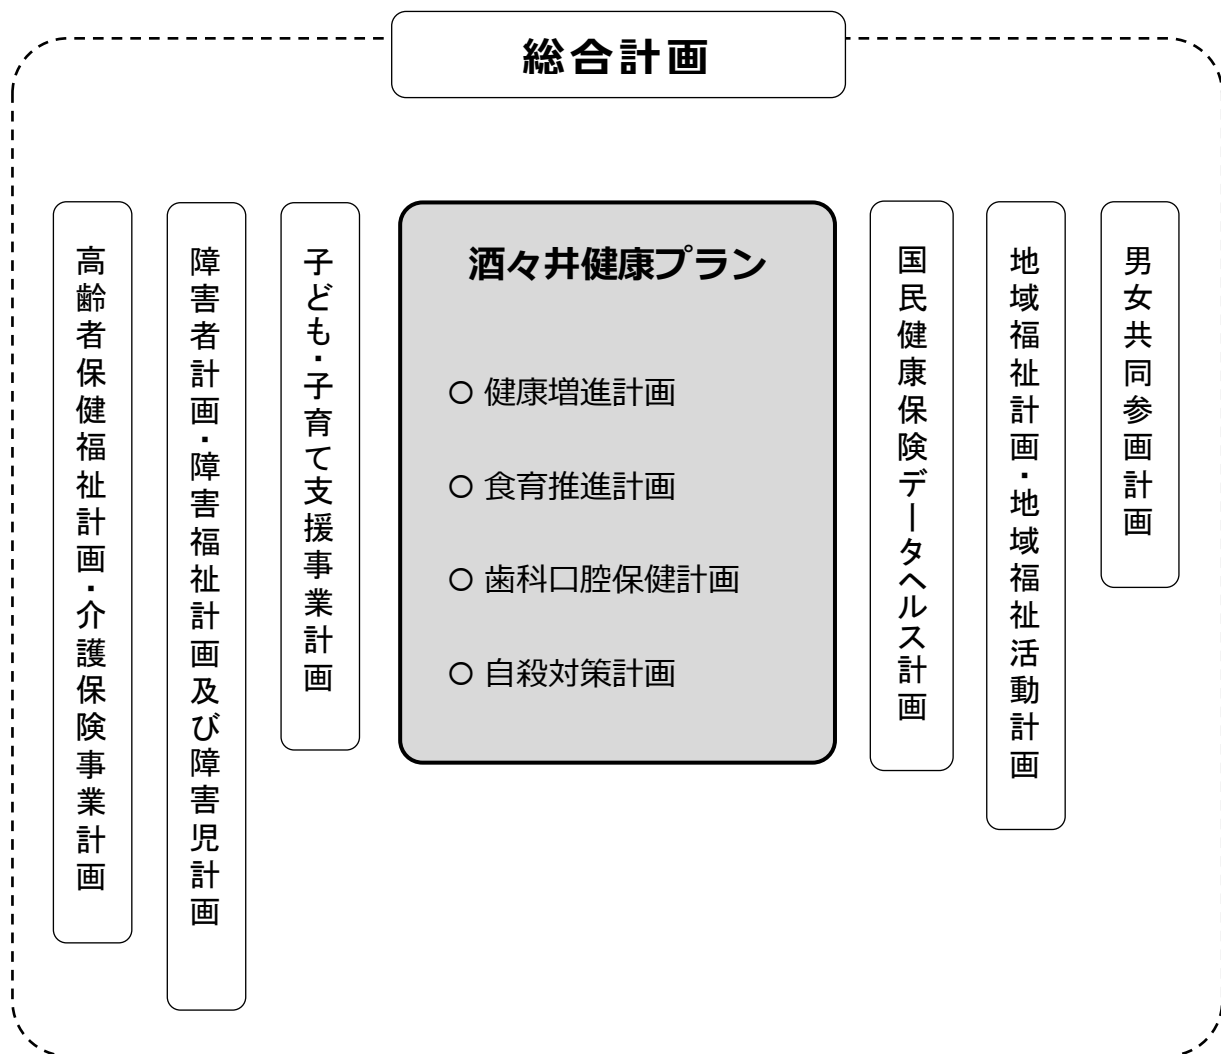 総合計画
高齢者保健福祉計画・介護保険事業計画
障害者計画・障害福祉計画及び障害児計画
子ども・子育て支援事業計画
酒々井健康プラン
○ 健康増進計画
○ 食育推進計画
○ 歯科口腔保健計画
○ 自殺対策計画
国民健康保険データヘルス計画
地域福祉計画・地域福祉活動計画
男女共同参画計画